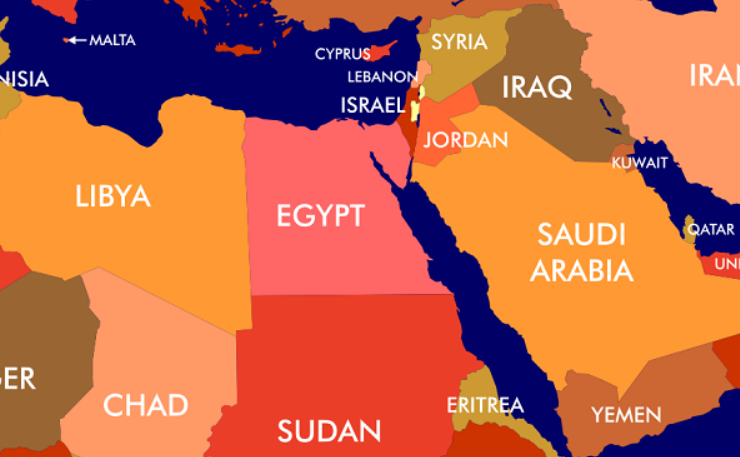 MALTA
CYPRUS
SYRIA
NISIA
LEBANON
IRAQ
IRAN
ISRAEL
JORDAN
KUWAIT
LIBYA
EGYPT
SAUDI
ARABIA
QATAR
UNI
GER
CHAD
SUDAN
ERITREA
YEMEN